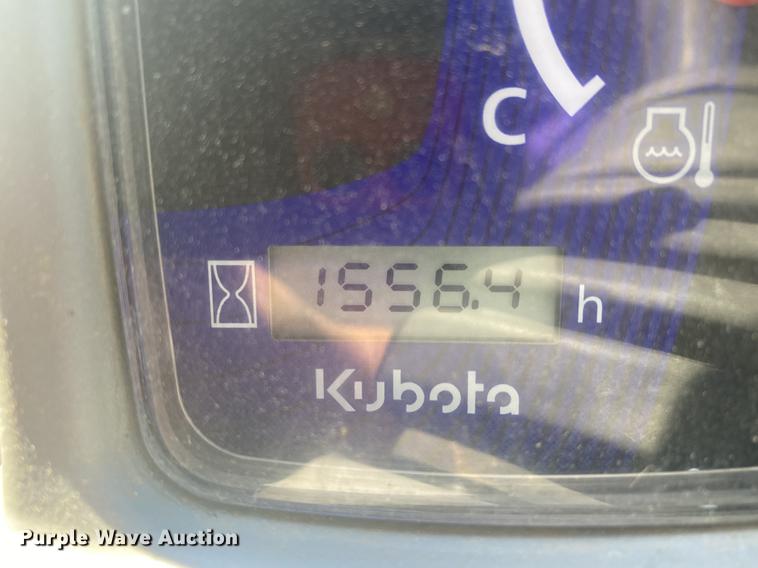 C
1556.4 h
Kubota
Purple Wave Auction